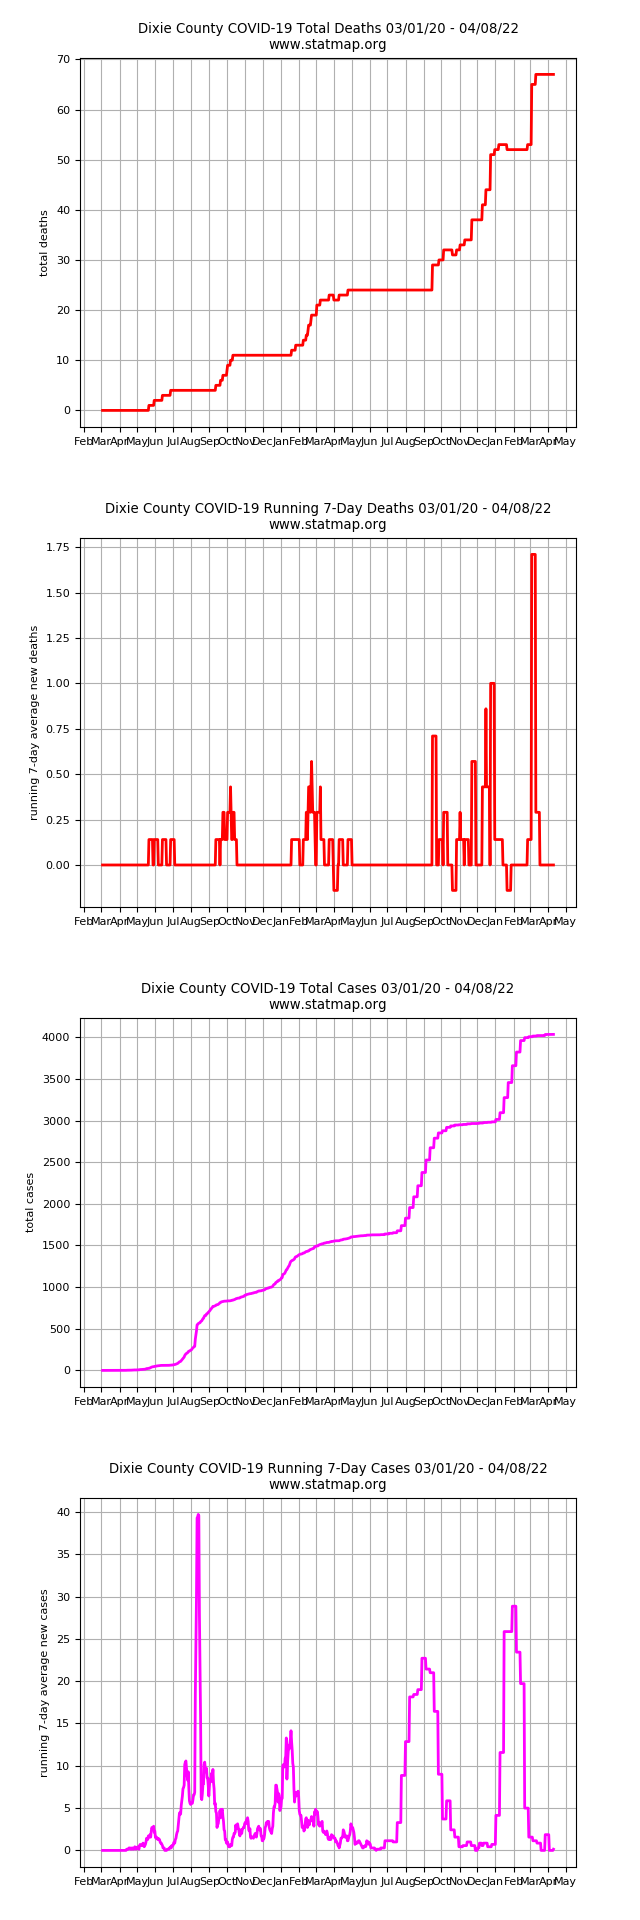 Dixie County COVID-19 Total Deaths 03/01/20 - 04/08/22
www.statmap.org
70
60
50
40
30
20
10
0
total deaths
Feb Mar Apr May Jun Jul Aug Sep Oct Nov Dec Jan Feb Mar Apr May Jun Jul Aug Sep Oct Nov Dec Jan Feb Mar Apr May
Dixie County COVID-19 Running 7-Day Deaths 03/01/20 - 04/08/22
www.statmap.org
1.75
1.50
1.25
1.00
0.75
0.50
0.25
0.00
running 7-day average new deaths
Feb Mar Apr May Jun Jul Aug Sep Oct Nov Dec Jan Feb Mar Apr May Jun Jul Aug Sep Oct Nov Dec Jan Feb Mar Apr May
Dixie County COVID-19 Total Cases 03/01/20 - 04/08/22
www.statmap.org
4000
3500
3000
2500
2000
1500
1000
500
0
total cases
Feb Mar Apr May Jun Jul Aug Sep Oct Nov Dec Jan Feb Mar Apr May Jun Jul Aug Sep Oct Nov Dec Jan Feb Mar Apr May
Dixie County COVID-19 Running 7-Day Cases 03/01/20 - 04/08/22
www.statmap.org
40
35
30
25
20
15
10
5
0
running 7-day average new cases
Feb Mar Apr May Jun Jul Aug Sep Oct Nov Dec Jan Feb Mar Apr May Jun Jul Aug Sep Oct Nov Dec Jan Feb Mar Apr May